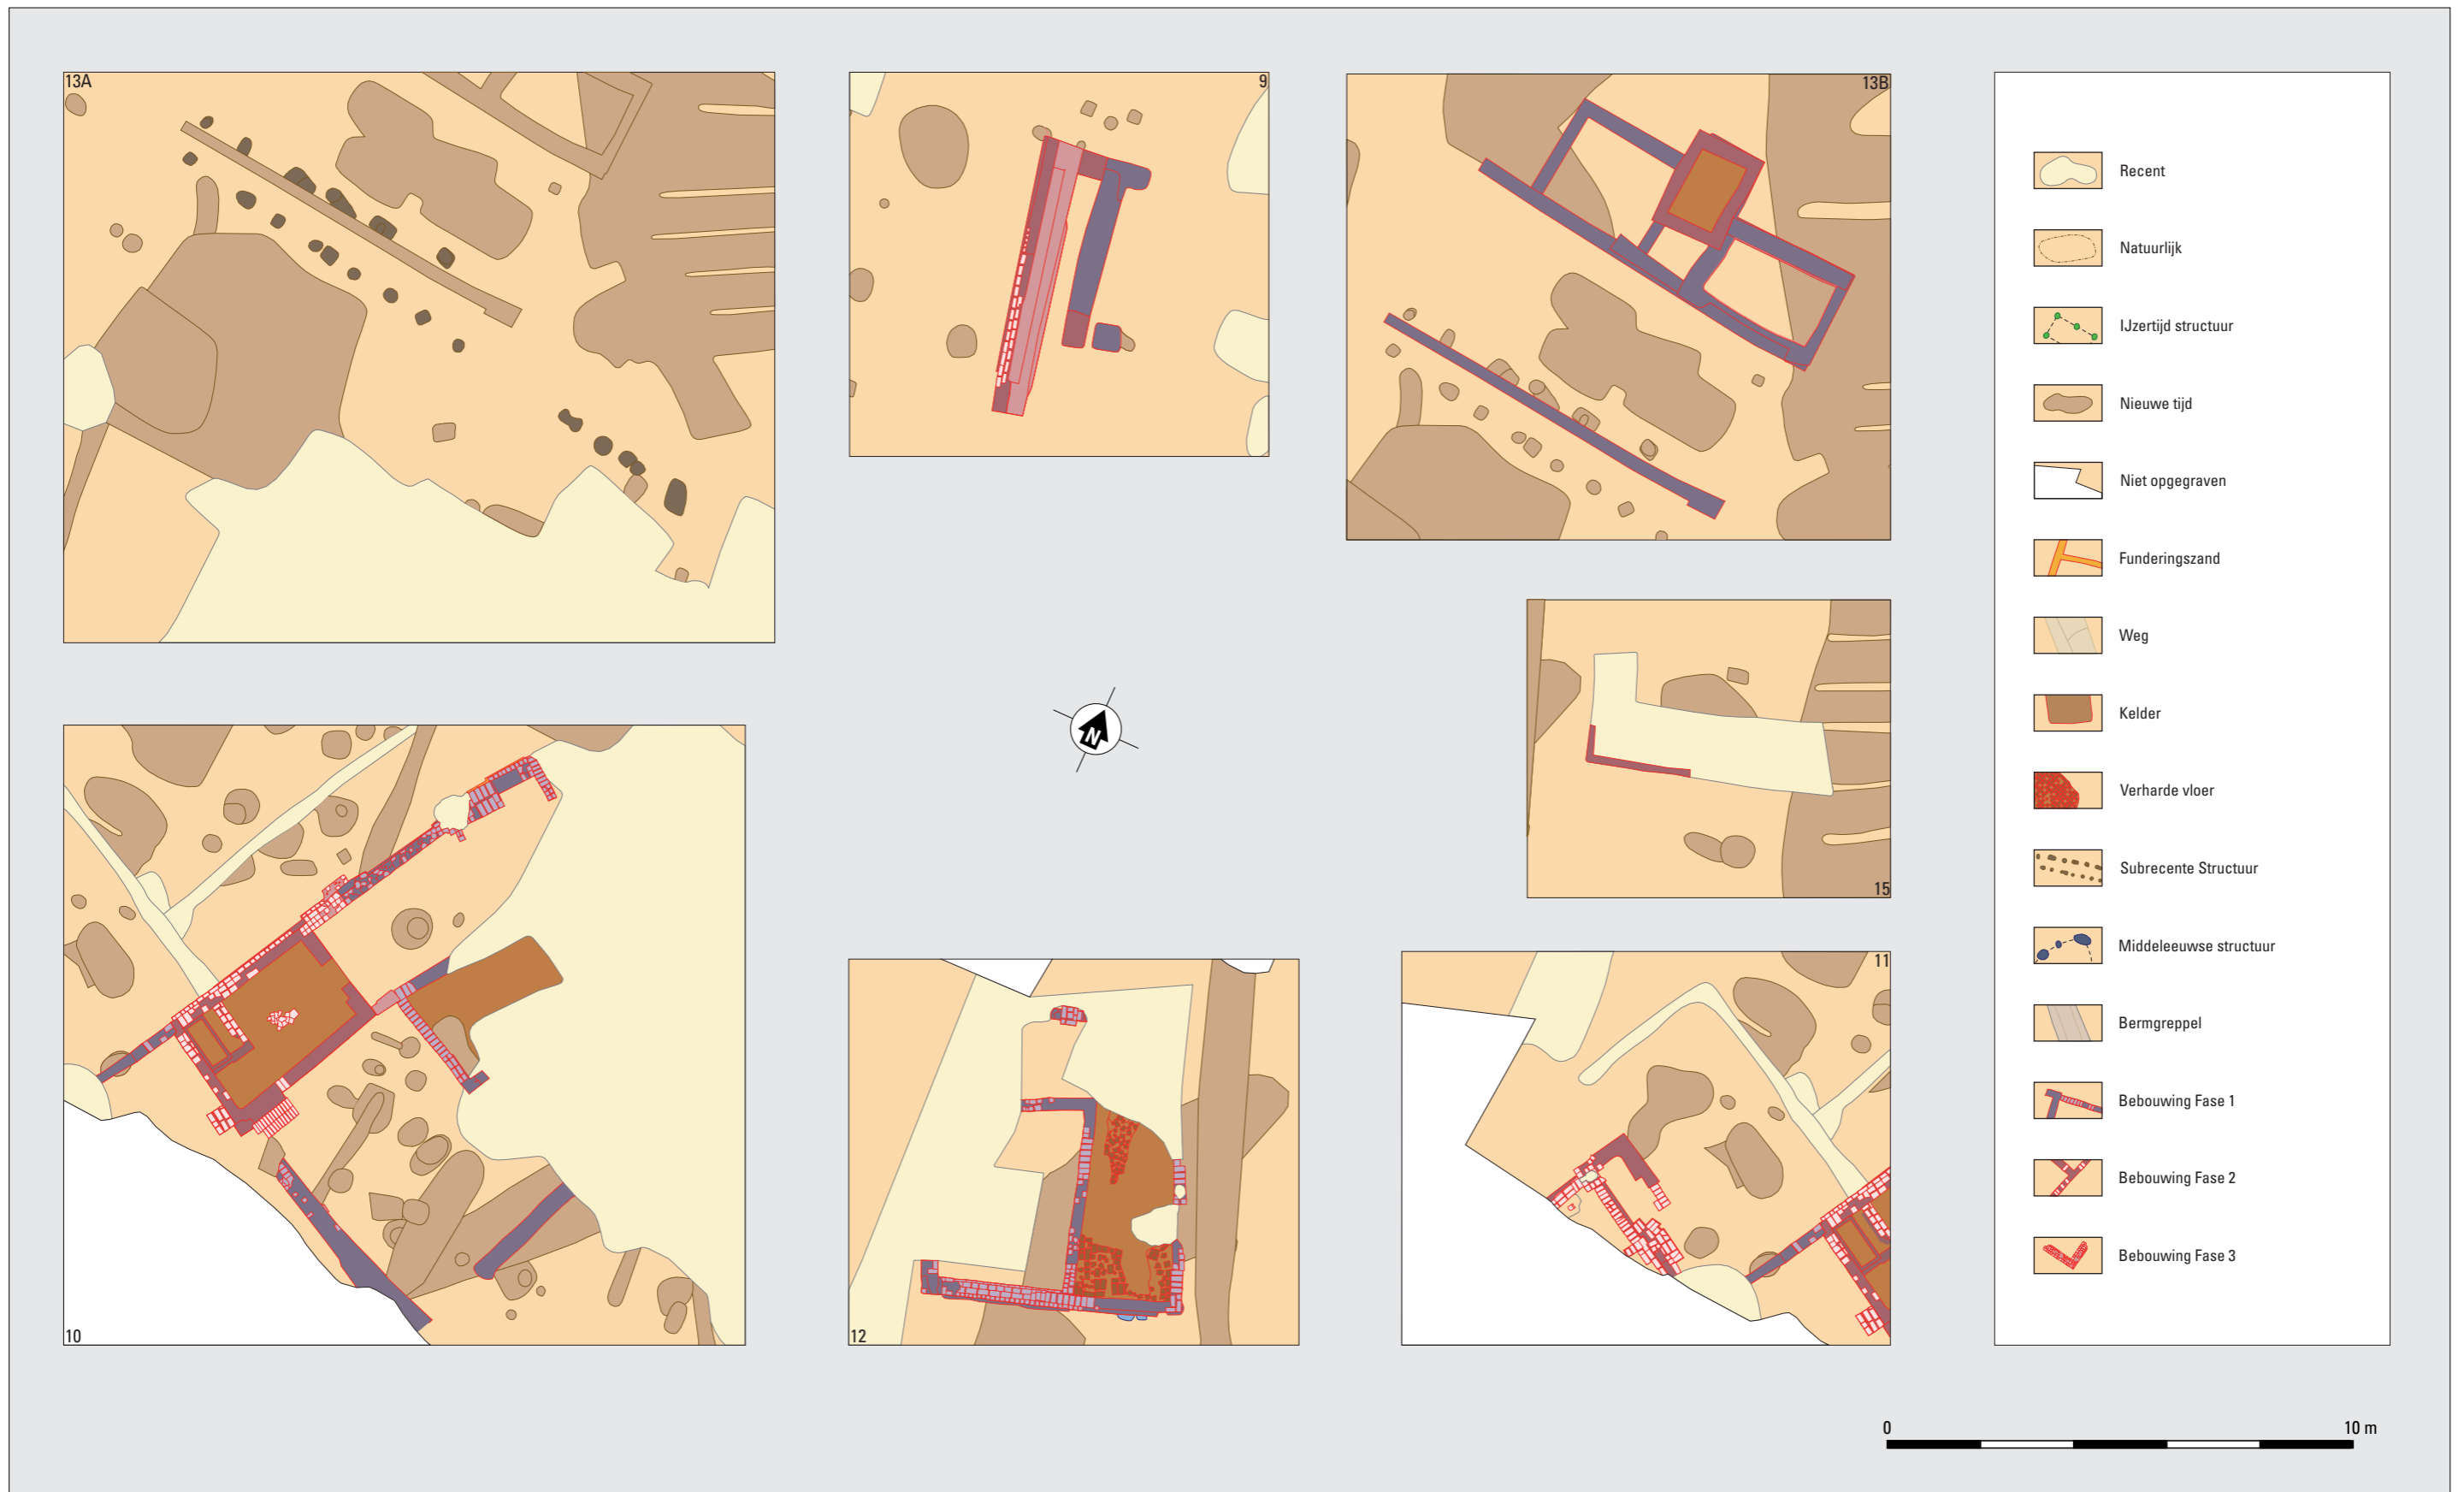 13A
9
13B
Recent
Natuurlijk
IJzertijd structuur
Nieuwe tijd
Niet opgegraven
Funderingszand
Weg
Kelder
Verharde vloer
Subrecente Structuur
Middeleeuwse structuur
Bermgreppel
Bebouwing Fase 1
Bebouwing Fase 2
Bebouwing Fase 3
N
15
11
10
12
0 10 m